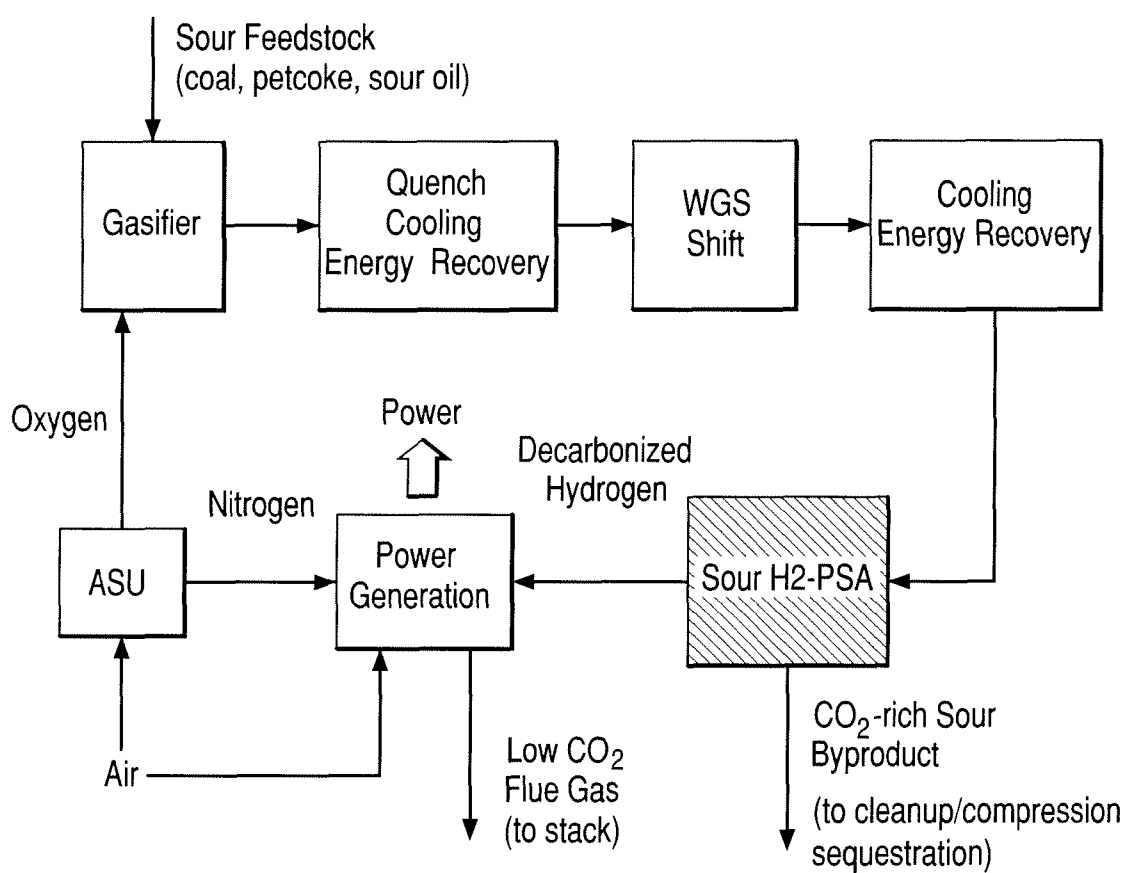 Sour Feedstock
(coal, petcoke, sour oil)
Gasifier
Quench
Cooling
Energy Recovery
WGS
Shift
Cooling
Energy Recovery
Oxygen
Power
Decarbonized
Hydrogen
Nitrogen
ASU
Power
Generation
Sour H2-PSA
Air
Low CO₂
Flue Gas
(to stack)
CO₂-rich Sour
Byproduct
(to cleanup/compression
sequestration)